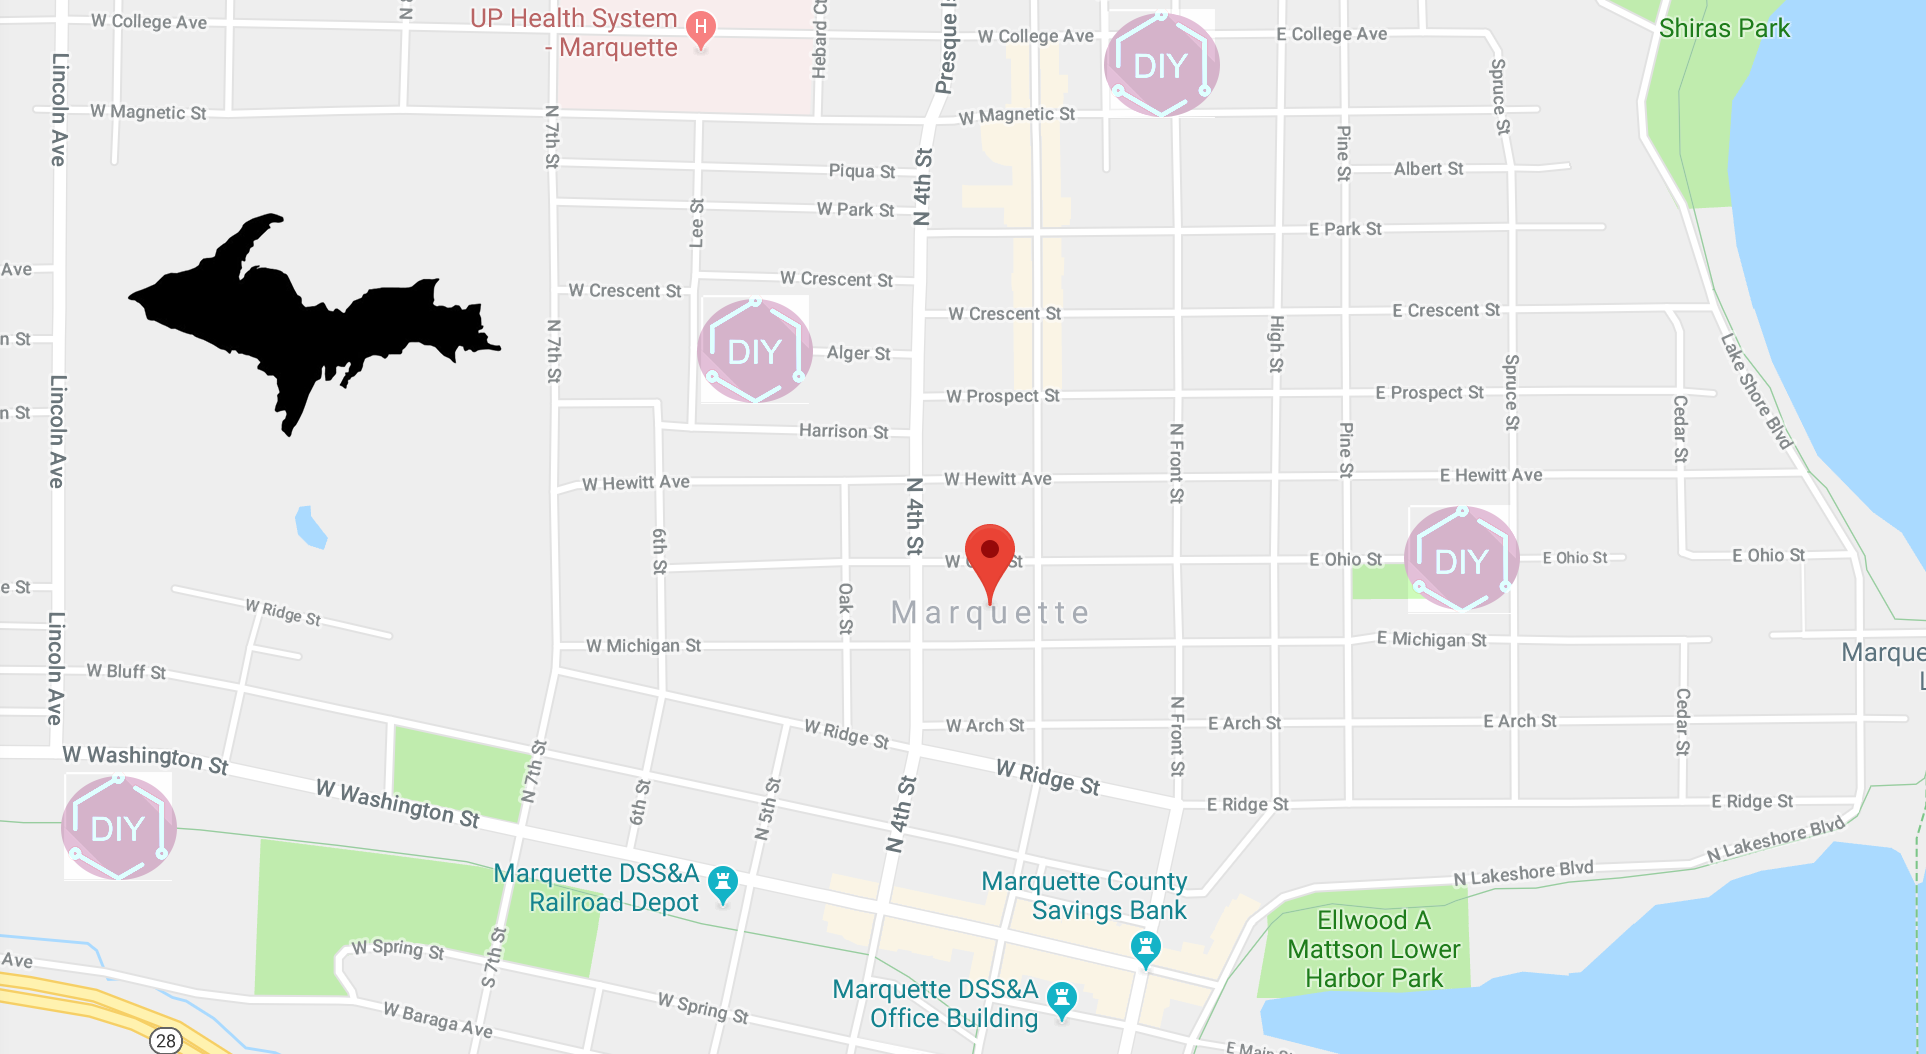 W College Ave
UP Health System
- Marquette
H
Hebard Ct
W College Ave
DIY
E College Ave
Shiras Park
Lincoln Ave
W Magnetic St
N 7th St
W Magnetic St
Spruce St
Piqua St
N 4th St
Pine St
Albert St
W Park St
Lee St
E Park St
Ave
W Crescent St
W Crescent St
W Crescent St
E Crescent St
n St
N 7th St
DIY
Alger St
High St
Lake Shore Blvd
Lincoln Ave
W Prospect St
E Prospect St
Spruce St
n St
Harrison St
N Front St
Pine St
Cedar St
W Hewitt Ave
W Hewitt Ave
E Hewitt Ave
N 4th St
6th St
E Ohio St
DIY
E Ohio St
E Ohio St
e St
W Ridge St
Oak St
Marquette
Lincoln Ave
W Michigan St
E Michigan St
W Bluff St
W Ridge St
W Arch St
N Front St
E Arch St
E Arch St
Cedar St
W Washington St
W Washington St
N 7th St
6th St
N 5th St
N 4th St
W Ridge St
E Ridge St
E Ridge St
DIY
N Lakeshore Blvd
N Lakeshore Blvd
Marquette DSS&A
Railroad Depot
Marquette County
Savings Bank
Ellwood A
Mattson Lower
Harbor Park
W Spring St
S 7th St
Ave
W Spring St
W Baraga Ave
Marquette DSS&A
Office Building
28